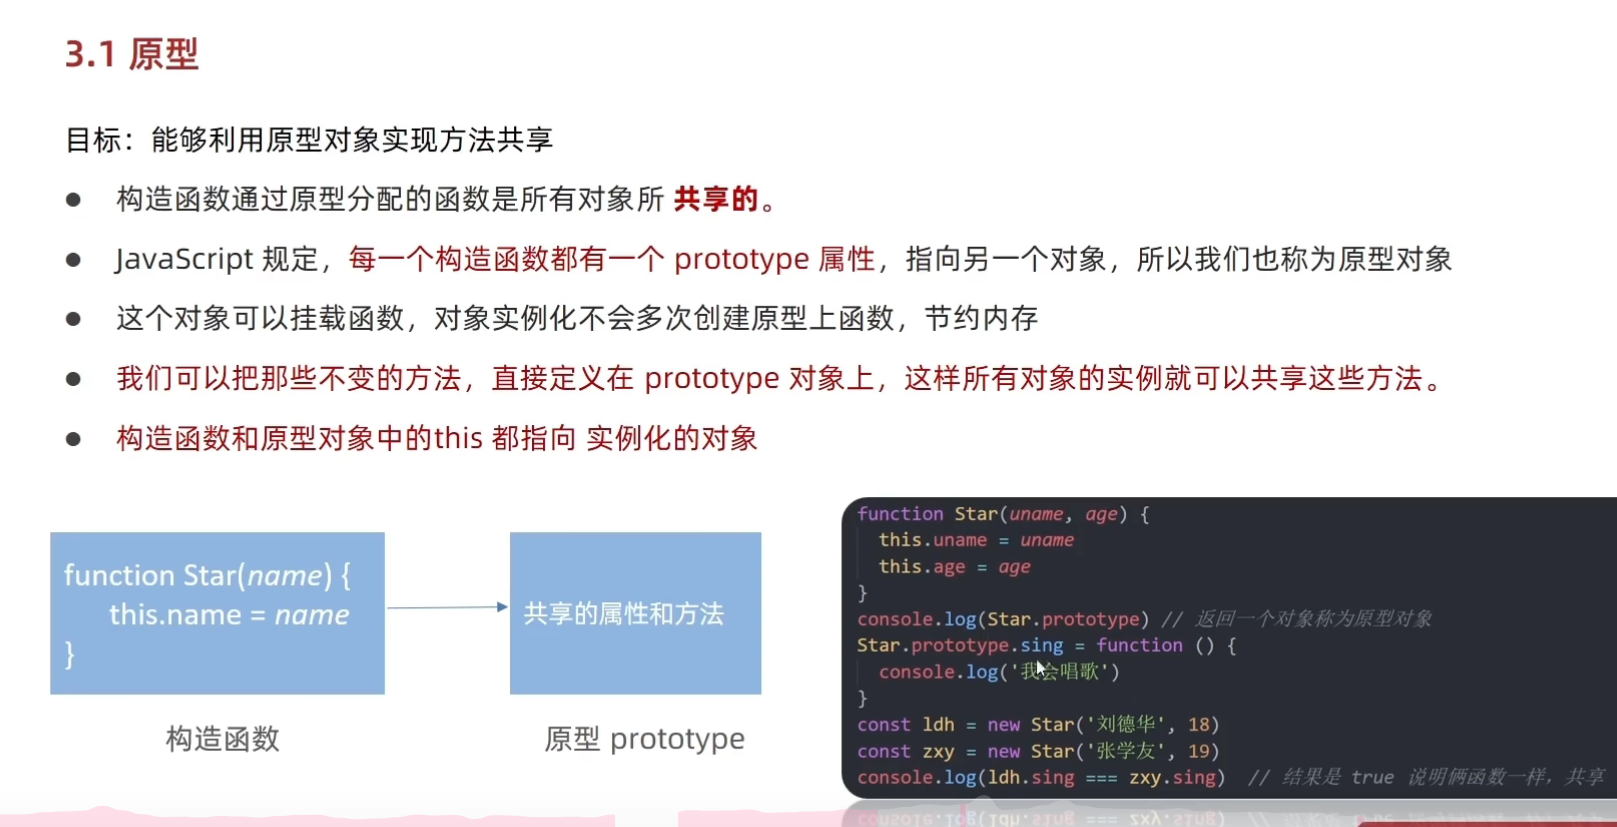 3.1 原型
目标：能够利用原型对象实现方法共享
● 构造函数通过原型分配的函数是所有对象所 共享的。
● JavaScript 规定，每一个构造函数都有一个 prototype 属性，指向另一个对象，所以我们也称为原型对象
● 这个对象可以挂载函数，对象实例化不会多次创建原型上函数，节约内存
● 我们可以把那些不变的方法，直接定义在 prototype 对象上，这样所有对象的实例就可以共享这些方法。
● 构造函数和原型对象中的this 都指向 实例化的对象
function Star(name) {
this.name = name
}
构造函数
共享的属性和方法
原型 prototype
function Star(uname, age) {
this.uname = uname
this.age = age
}
console.log(Star.prototype) // 返回一个对象称为原型对象
Star.prototype.sing = function () {
console.log('我会唱歌')
}
const ldh = new Star('刘德华', 18)
const zxy = new Star('张学友', 19)
console.log(ldh.sing === zxy.sing) // 结果是 true 说明俩函数一样，共享